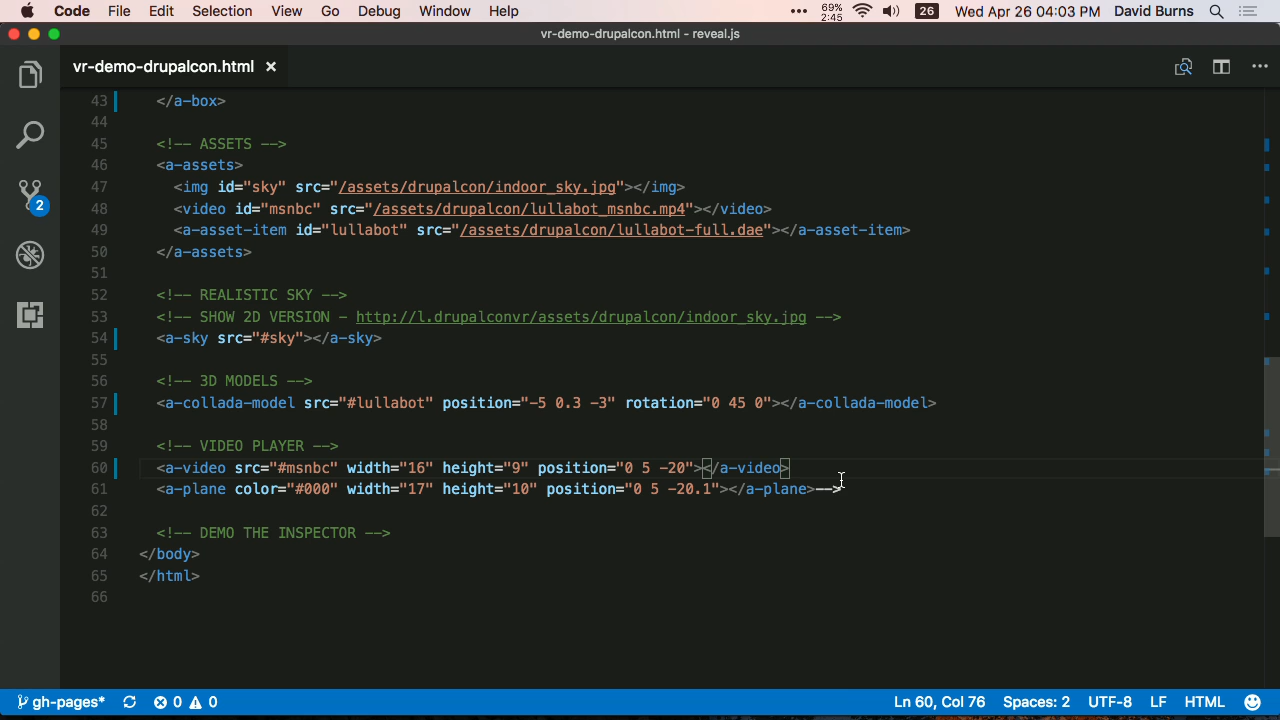 Code File Edit Selection View Go Debug Window Help ••• 69% 2:45 26 Wed Apr 26 04:03 PM David Burns
vr-demo-drupalcon.html - reveal.js
vr-demo-drupalcon.html ×
43 </a-box>
44
45 <!-- ASSETS -->
46 <a-assets>
47 <img id="sky" src="/assets/drupalcon/indoor_sky.jpg"></img>
48 <video id="msnbc" src="/assets/drupalcon/lullabot_msnbc.mp4"></video>
49 <a-asset-item id="lullabot" src="/assets/drupalcon/lullabot-full.dae"></a-asset-item>
50 </a-assets>
51
52 <!-- REALISTIC SKY -->
53 <!-- SHOW 2D VERSION - http://l.drupalconvr/assets/drupalcon/indoor_sky.jpg -->
54 <a-sky src="#sky"></a-sky>
55
56 <!-- 3D MODELS -->
57 <a-collada-model src="#lullabot" position="-5 0.3 -3" rotation="0 45 0"></a-collada-model>
58
59 <!-- VIDEO PLAYER -->
60 <a-video src="#msnbc" width="16" height="9" position="0 5 -20"></a-video>
61 <a-plane color="#000" width="17" height="10" position="0 5 -20.1"></a-plane>-->
62
63 <!-- DEMO THE INSPECTOR -->
64 </body>
65 </html>
66
2
gh-pages* 0 0 Ln 60, Col 76 Spaces: 2 UTF-8 LF HTML